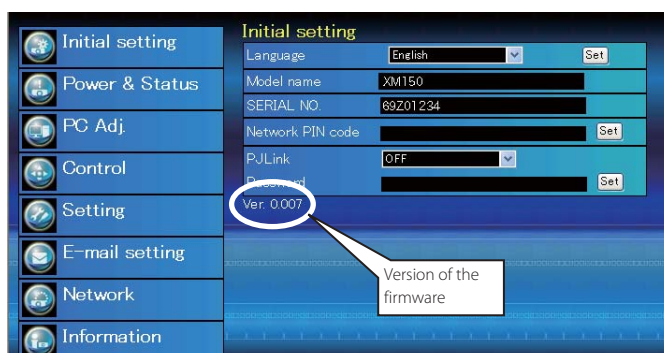 Initial setting
Power & Status
PC Adj.
Control
Setting
E-mail setting
Network
Information
Initial setting
Language English Set
Model name XM150
SERIAL NO. 69Z01234
Network PIN code Set
PJLink OFF
Password Set
Ver. 0.007
Version of the
firmware